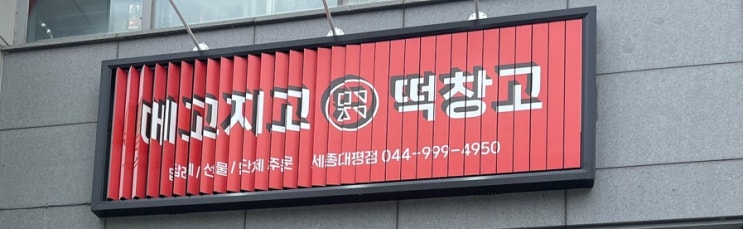 메고지고 떡창고
답례 / 선물 / 단체 주문 세종대평점 044-999-4950